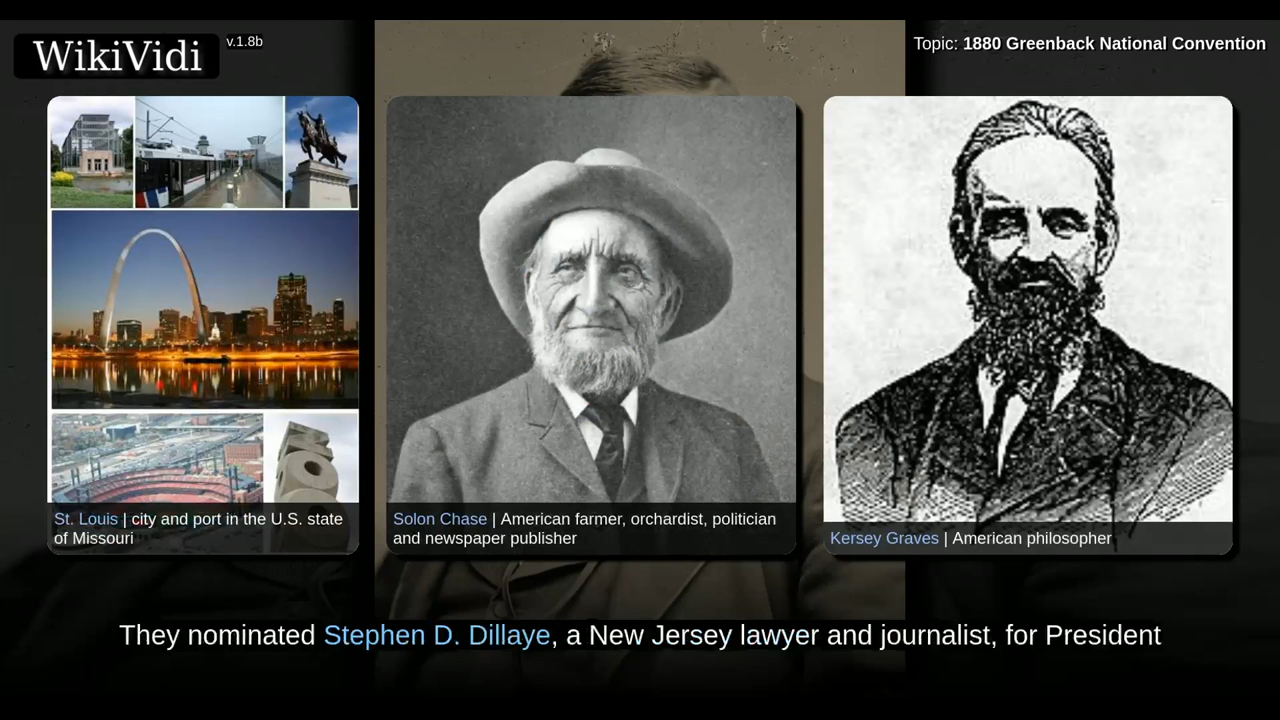 WikiVidi
v.1.8b
Topic: 1880 Greenback National Convention
St. Louis | city and port in the U.S. state
of Missouri
Solon Chase | American farmer, orchardist, politician
and newspaper publisher
Kersey Graves | American philosopher
They nominated Stephen D. Dillaye, a New Jersey lawyer and journalist, for President